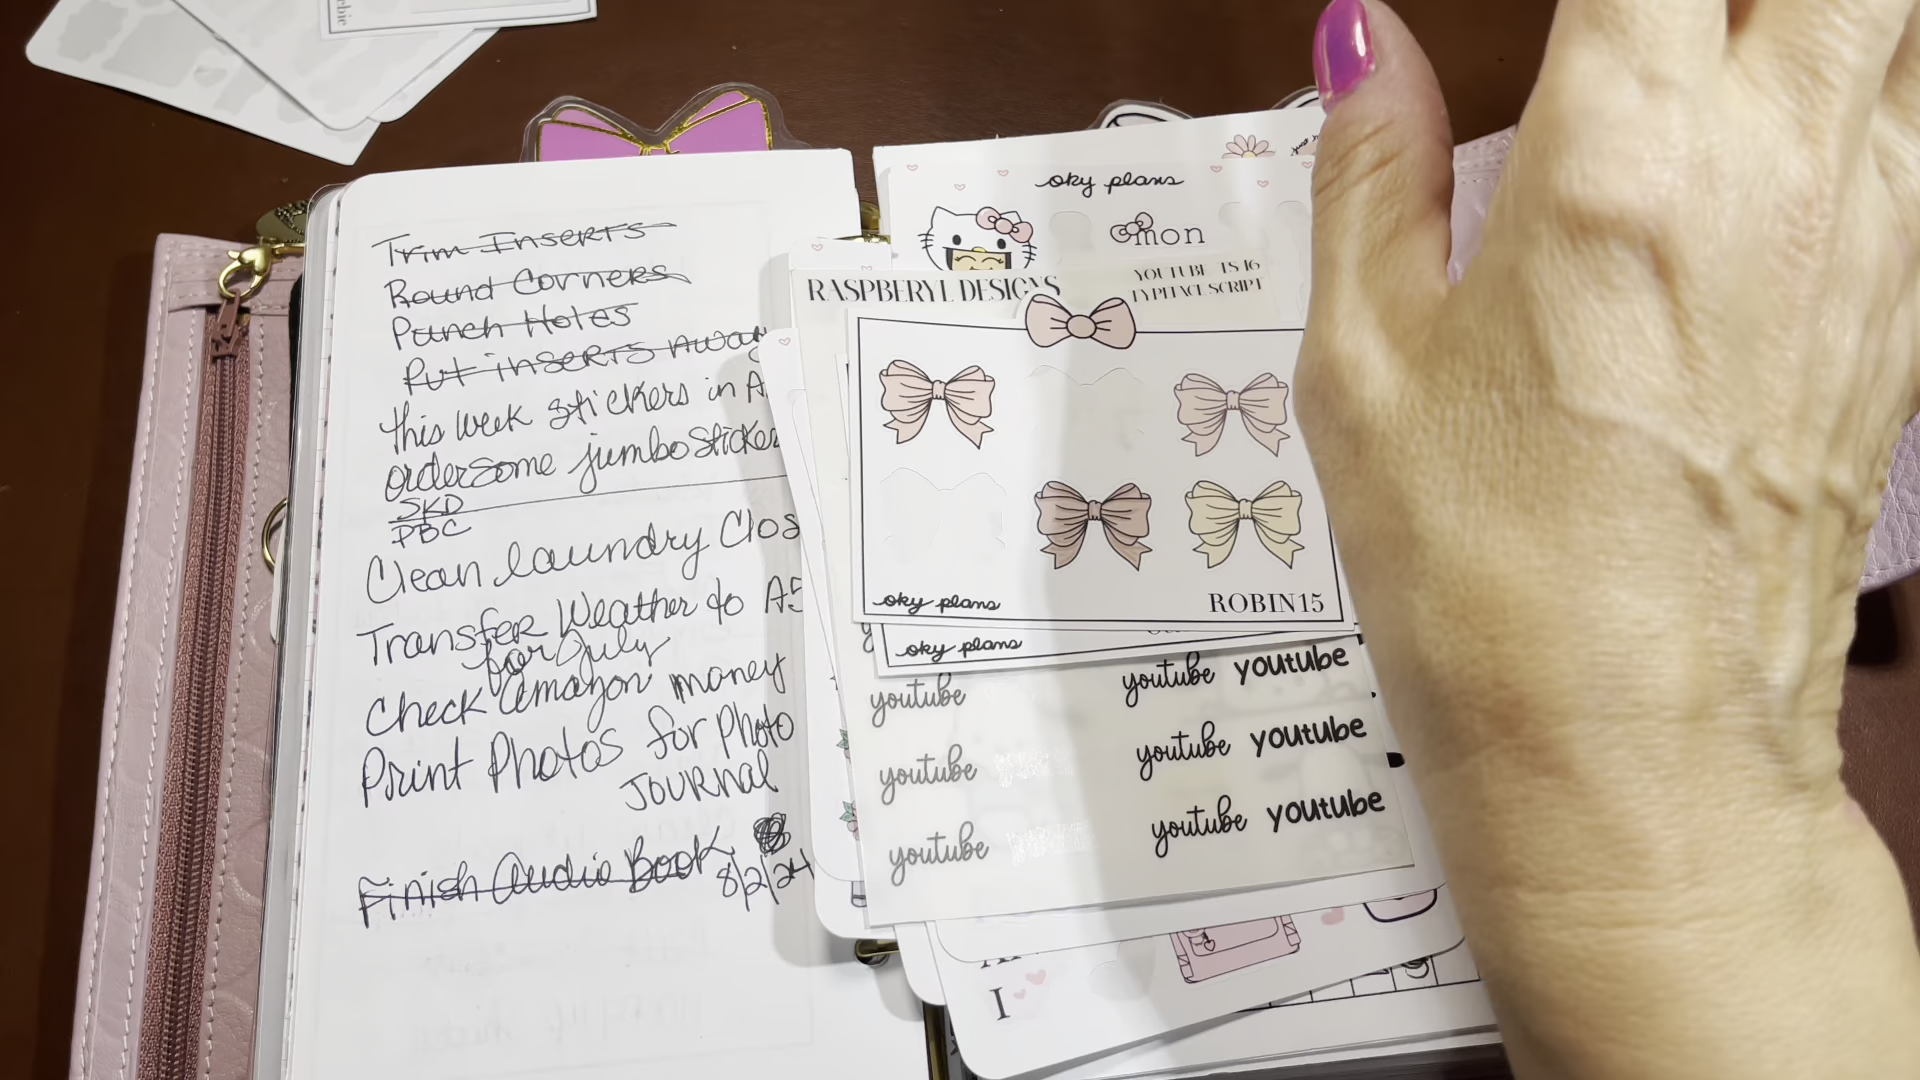 Trim Inserts
Round Corners
Punch Holes
Put inserts Away
this week stickers in A
order some jumbo Sticker
SKD
PBC
Clean laundry Clos
Transfer Weather to A5
for July
Check Amazon money
Print Photos for Photo
JOURNAL
Finish Audio Book
8/2/24
oky plans
mon
RASPBERYL DESIGNS
YOUTUBE
TYPEFACE SCRIPT
oky plans
ROBIN15
oky plans
youtube youtube youtube
youtube youtube youtube
youtube youtube youtube
I